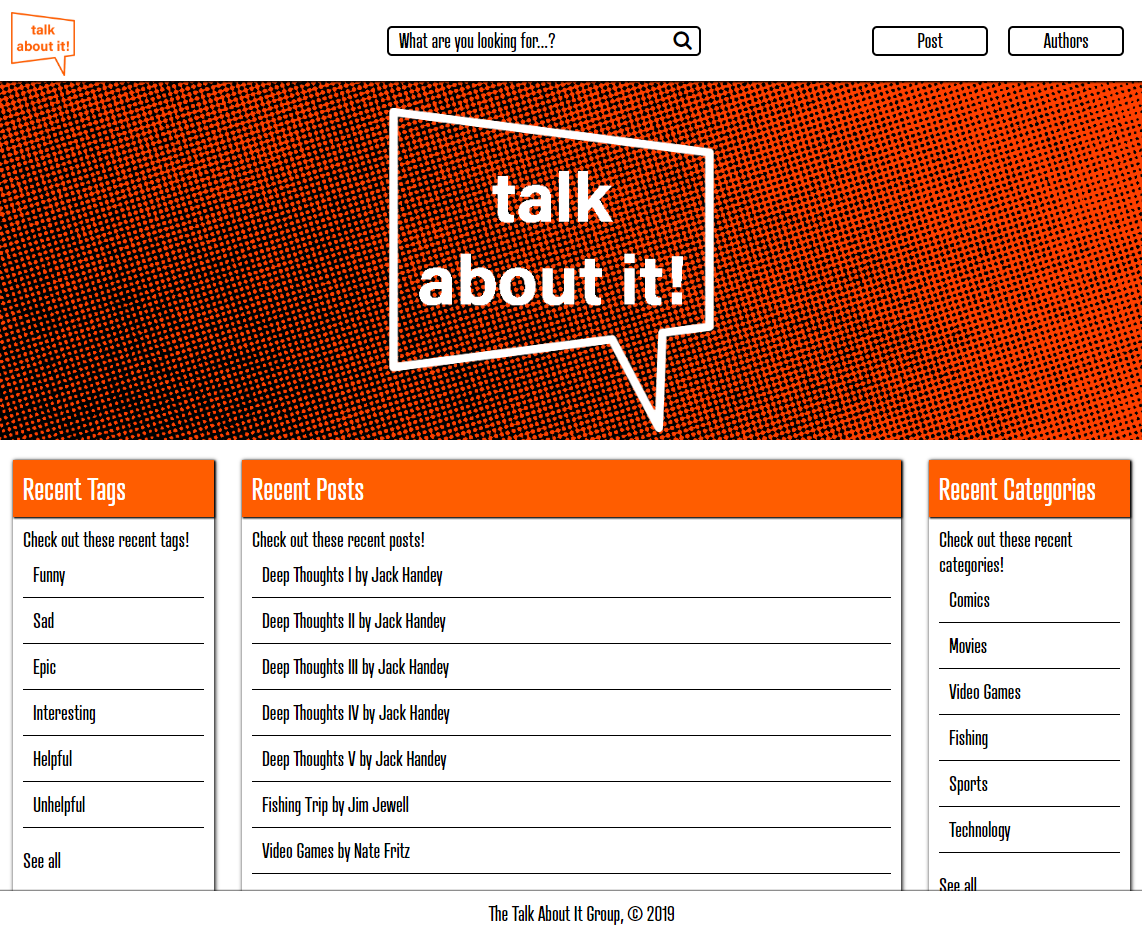 talk
about it!
What are you looking for...?
Post
Authors
talk
about it!
Recent Tags
Check out these recent tags!
Funny
Sad
Epic
Interesting
Helpful
Unhelpful
See all
Recent Posts
Check out these recent posts!
Deep Thoughts I by Jack Handey
Deep Thoughts II by Jack Handey
Deep Thoughts III by Jack Handey
Deep Thoughts IV by Jack Handey
Deep Thoughts V by Jack Handey
Fishing Trip by Jim Jewell
Video Games by Nate Fritz
Recent Categories
Check out these recent
categories!
Comics
Movies
Video Games
Fishing
Sports
Technology
See all
The Talk About It Group, © 2019